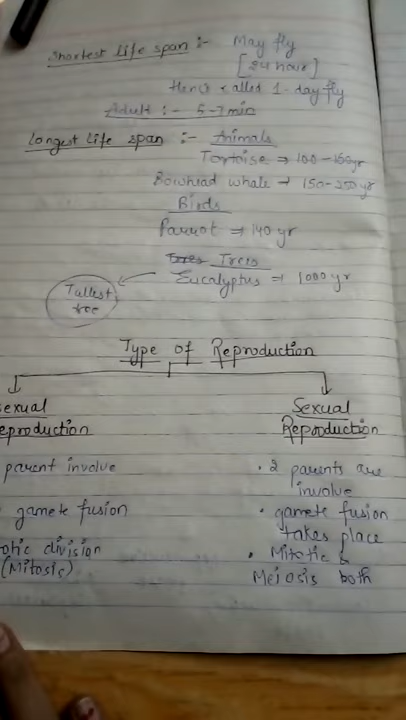 Shortest life span :- May fly
[24 hour]
Hence called 1-day fly
Adult :- 5-7 min
Longest life span :- Animals
Tortoise ⇒ 100-150yr
Bowhead whale → 150-250 yr
Birds
Parrot ⇒ 140 yr
Trees
Eucalyptus ⇒ 1000 yr
Tallest
tree
Type of Reproduction
sexual
eproduction
parent involve
gamete fusion
otic division
(Mitosis)
Sexual
Reproduction
• 2 parents are
involve
• gamete fusion
takes place
• Mitotic &
Meiosis both